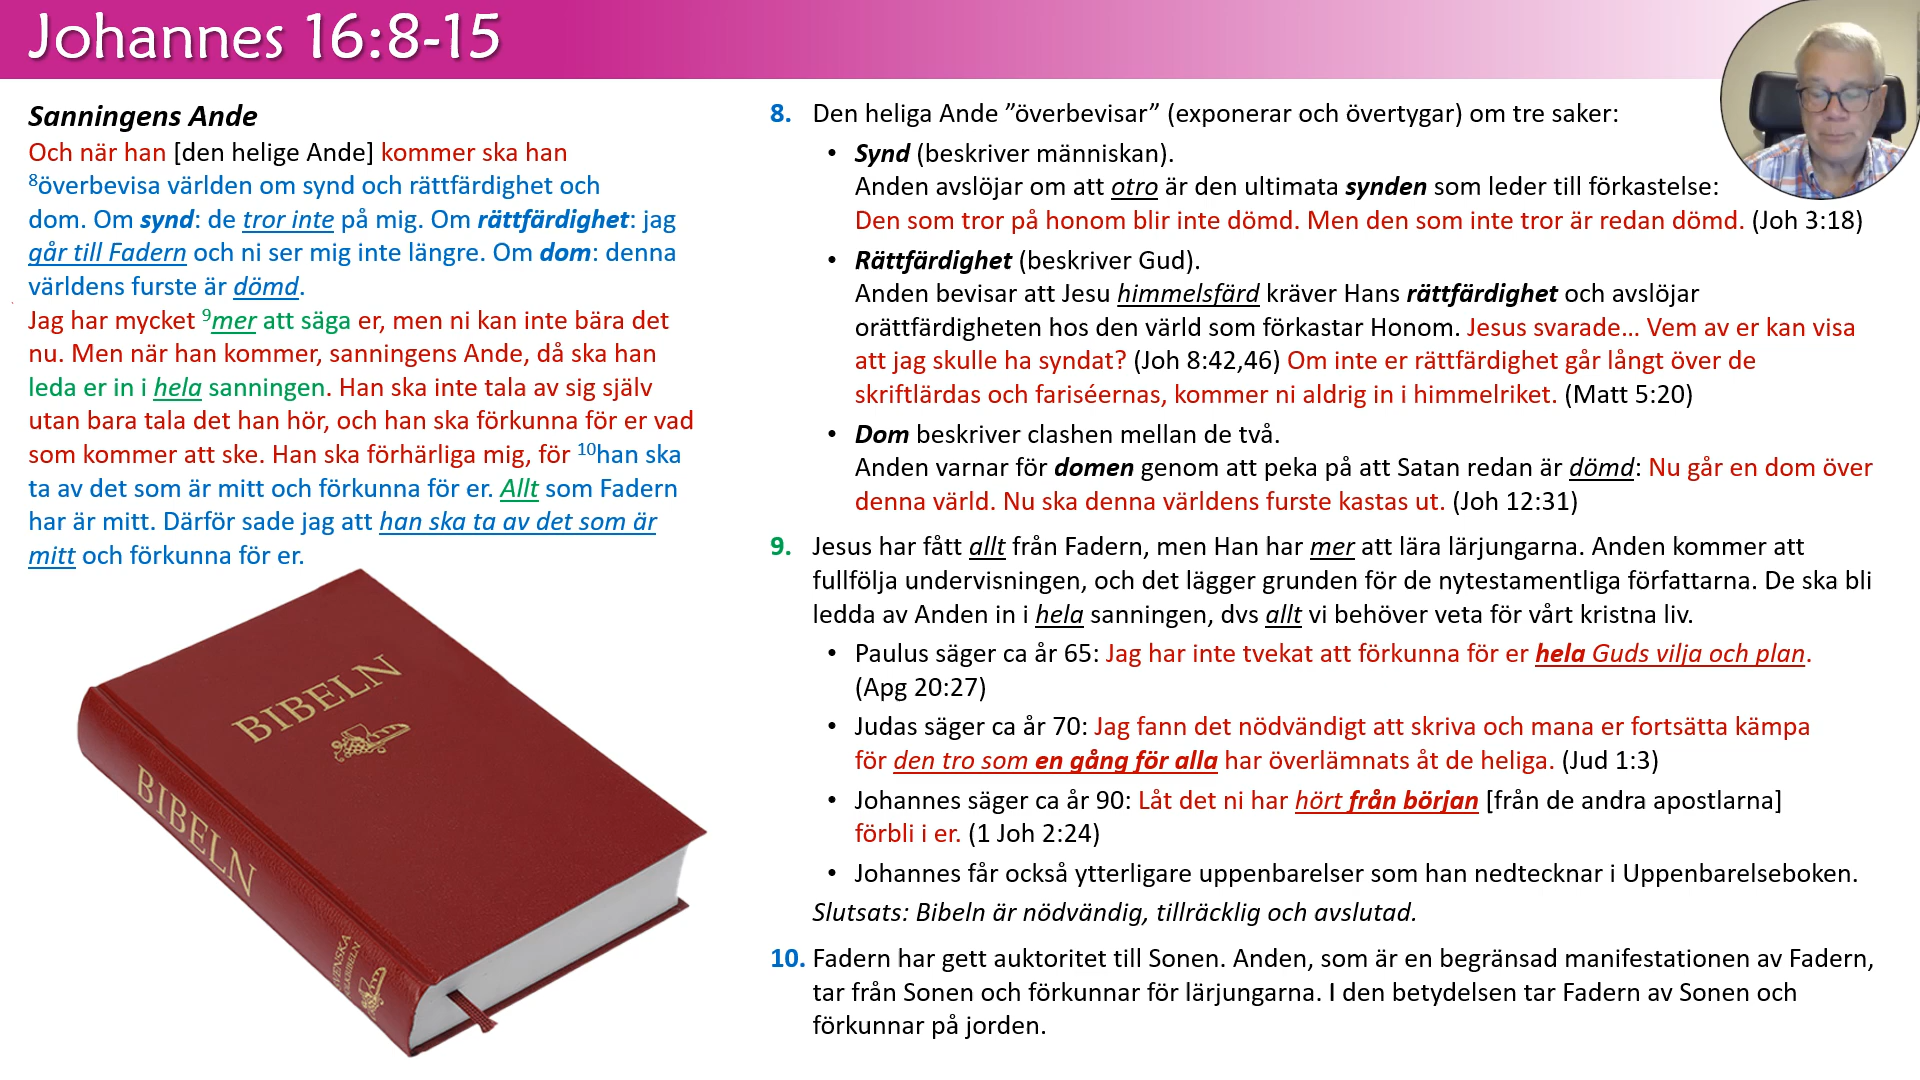 Johannes 16:8-15
Sanningens Ande
Och när han [den helige Ande] kommer ska han
8överbevisa världen om synd och rättfärdighet och
dom. Om synd: de tror inte på mig. Om rättfärdighet: jag
går till Fadern och ni ser mig inte längre. Om dom: denna
världens furste är dömd.
Jag har mycket 9mer att säga er, men ni kan inte bära det
nu. Men när han kommer, sanningens Ande, då ska han
leda er in i hela sanningen. Han ska inte tala av sig själv
utan bara tala det han hör, och han ska förkunna för er vad
som kommer att ske. Han ska förhärliga mig, för 10han ska
ta av det som är mitt och förkunna för er. Allt som Fadern
har är mitt. Därför sade jag att han ska ta av det som är
mitt och förkunna för er.
BIBELN
BIBELN
8. Den heliga Ande ”överbevisar” (exponerar och övertygar) om tre saker:
• Synd (beskriver människan).
Anden avslöjar om att otro är den ultimata synden som leder till förkastelse:
Den som tror på honom blir inte dömd. Men den som inte tror är redan dömd. (Joh 3:18)
• Rättfärdighet (beskriver Gud).
Anden bevisar att Jesu himmelsfärd kräver Hans rättfärdighet och avslöjar
orättfärdigheten hos den värld som förkastar Honom. Jesus svarade... Vem av er kan visa
att jag skulle ha syndat? (Joh 8:42,46) Om inte er rättfärdighet går långt över de
skriftlärdas och fariséernas, kommer ni aldrig in i himmelriket. (Matt 5:20)
• Dom beskriver clashen mellan de två.
Anden varnar för domen genom att peka på att Satan redan är dömd: Nu går en dom över
denna värld. Nu ska denna världens furste kastas ut. (Joh 12:31)
9. Jesus har fått allt från Fadern, men Han har mer att lära lärjungarna. Anden kommer att
fullfölja undervisningen, och det lägger grunden för de nytestamentliga författarna. De ska bli
ledda av Anden in i hela sanningen, dvs allt vi behöver veta för vårt kristna liv.
• Paulus säger ca år 65: Jag har inte tvekat att förkunna för er hela Guds vilja och plan.
(Apg 20:27)
• Judas säger ca år 70: Jag fann det nödvändigt att skriva och mana er fortsätta kämpa
för den tro som en gång för alla har överlämnats åt de heliga. (Jud 1:3)
• Johannes säger ca år 90: Låt det ni har hört från början [från de andra apostlarna]
förbli i er. (1 Joh 2:24)
• Johannes får också ytterligare uppenbarelser som han nedtecknar i Uppenbarelseboken.
Slutsats: Bibeln är nödvändig, tillräcklig och avslutad.
10. Fadern har gett auktoritet till Sonen. Anden, som är en begränsad manifestationen av Fadern,
tar från Sonen och förkunnar för lärjungarna. I den betydelsen tar Fadern av Sonen och
förkunnar på jorden.